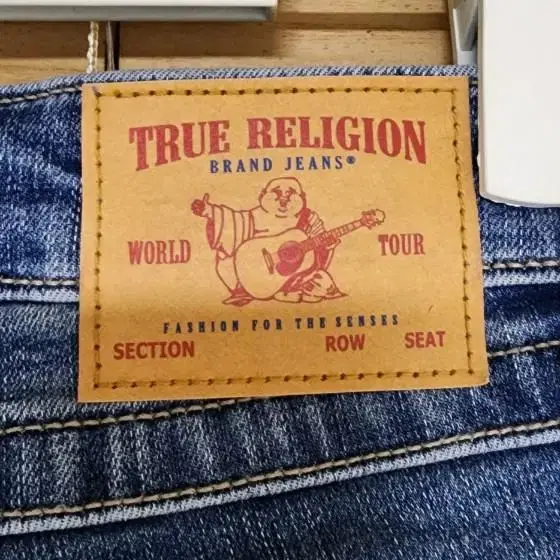 TRUE RELIGION
BRAND JEANS®
WORLD TOUR
FASHION FOR THE SENSES
SECTION ROW SEAT